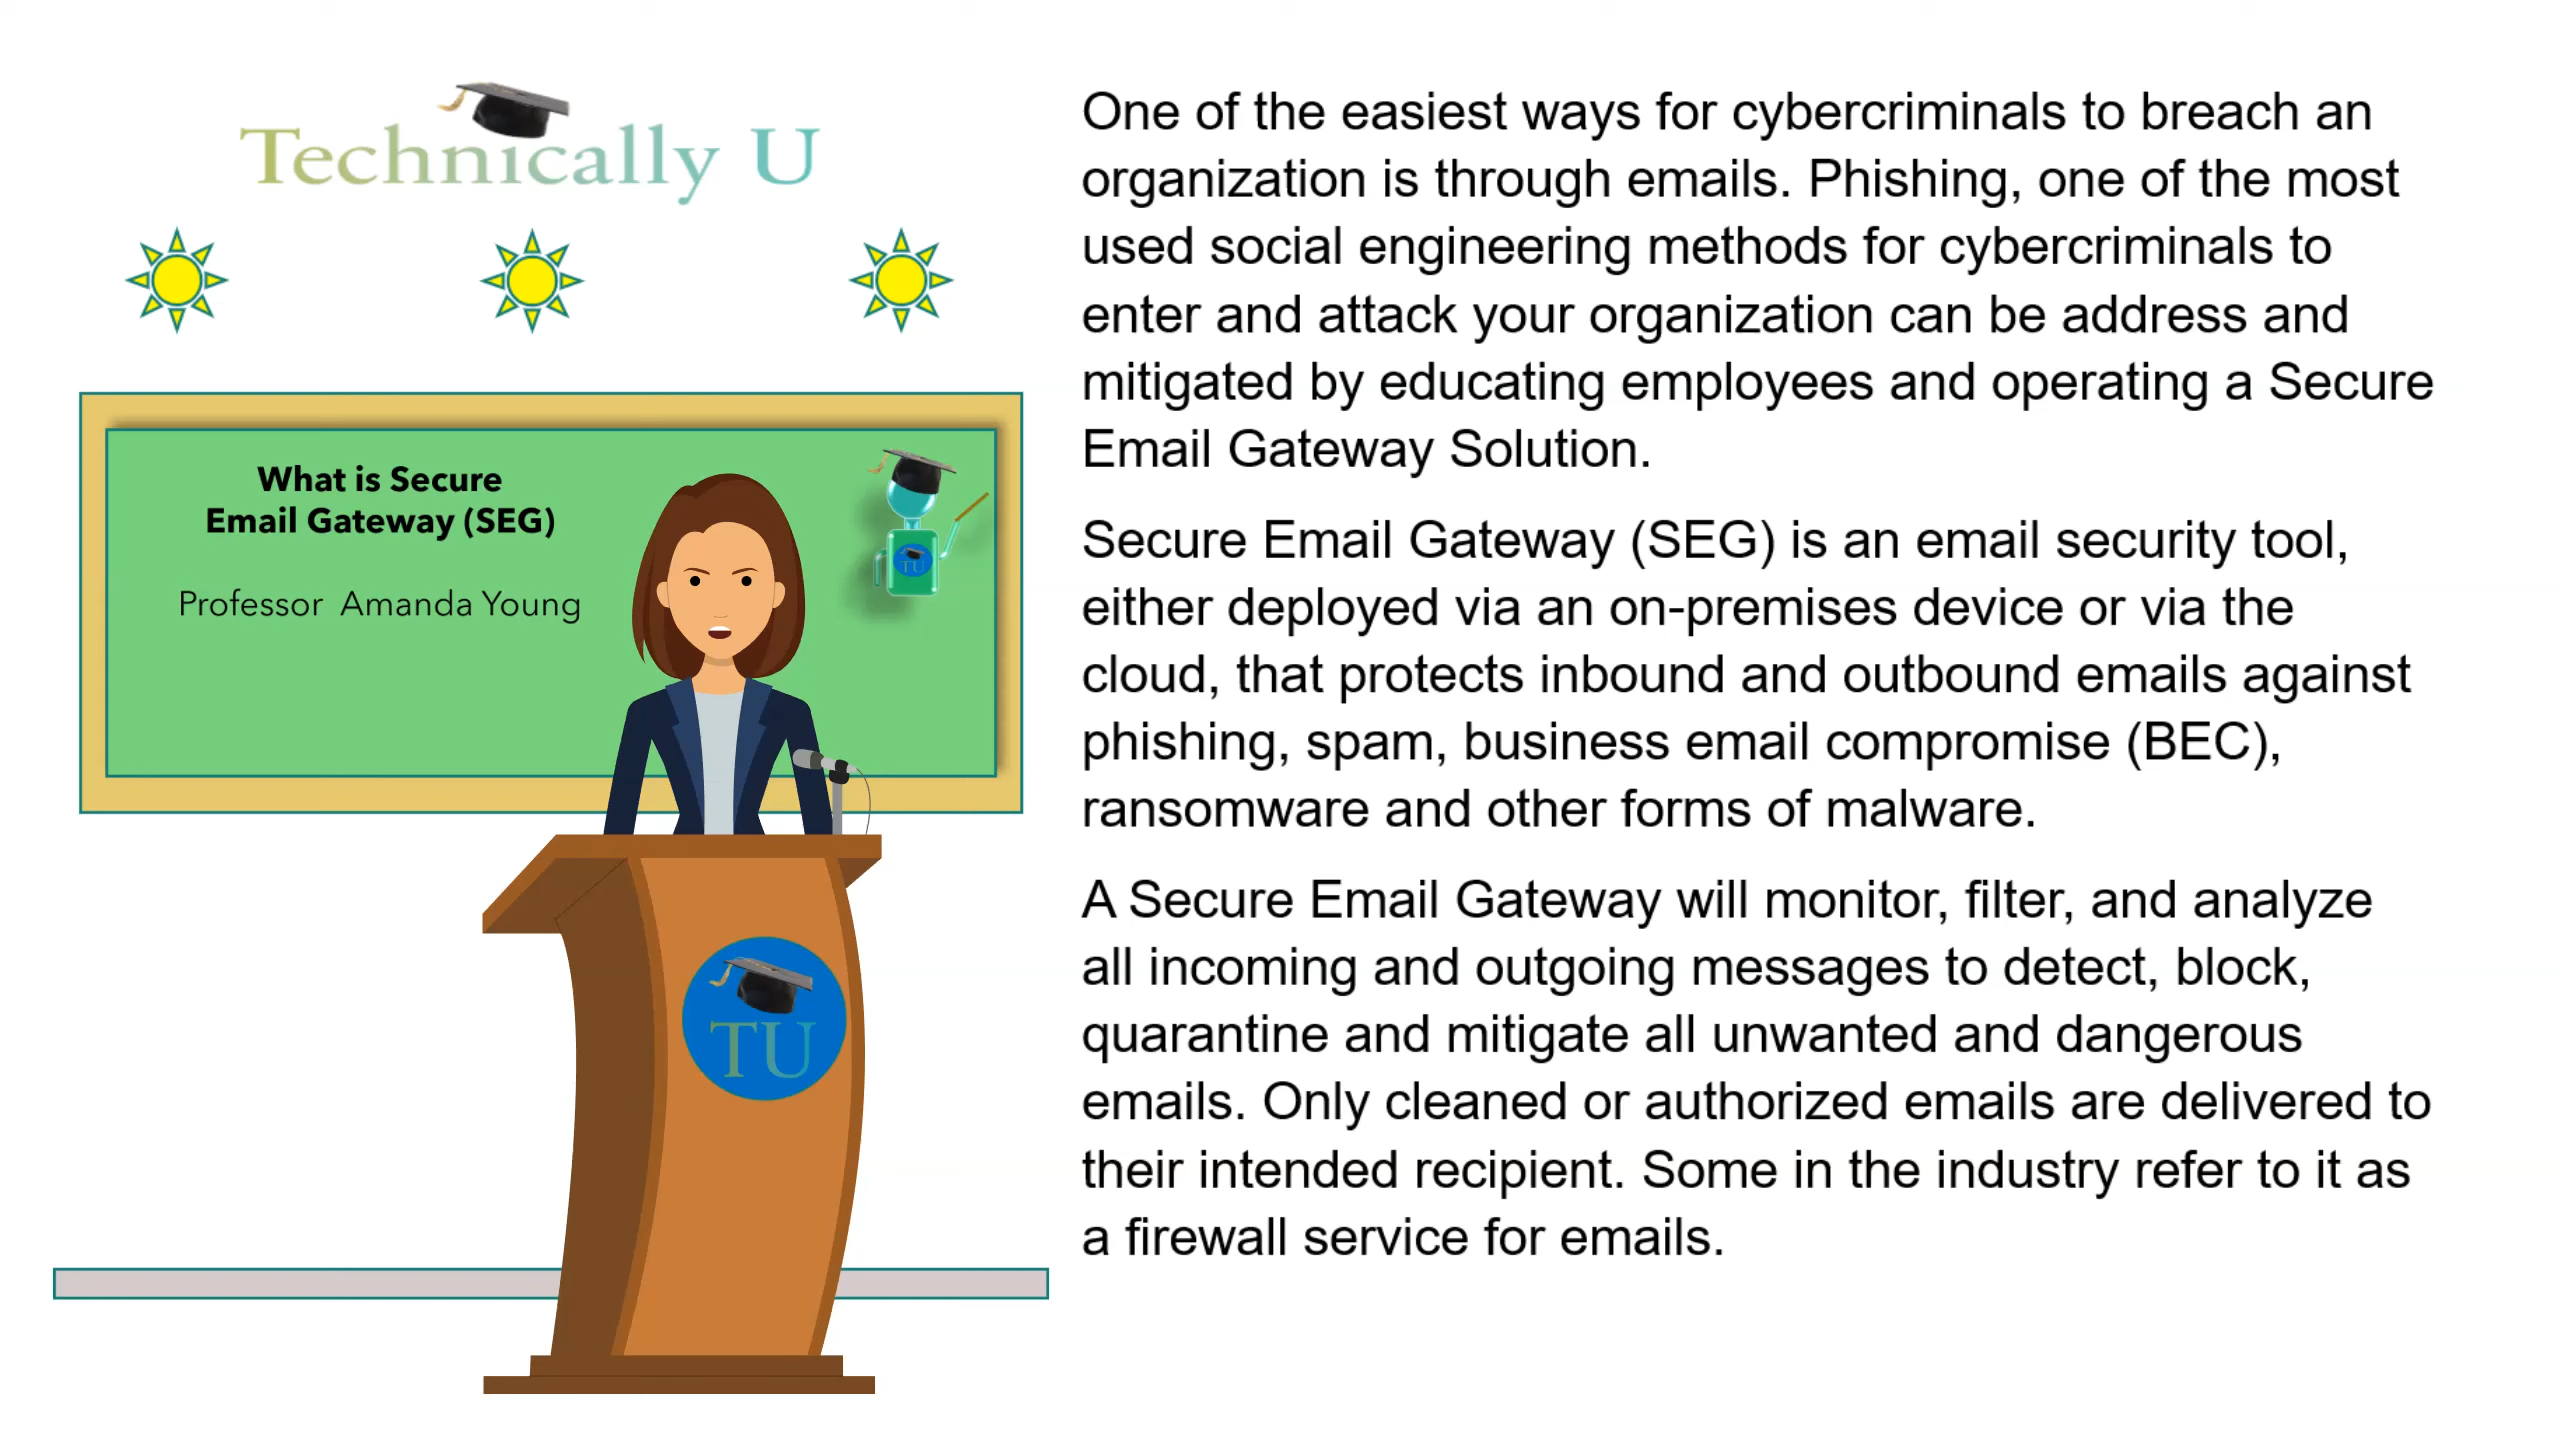 Technically U
What is Secure
Email Gateway (SEG)
Professor Amanda Young
TU
TU
One of the easiest ways for cybercriminals to breach an
organization is through emails. Phishing, one of the most
used social engineering methods for cybercriminals to
enter and attack your organization can be address and
mitigated by educating employees and operating a Secure
Email Gateway Solution.
Secure Email Gateway (SEG) is an email security tool,
either deployed via an on-premises device or via the
cloud, that protects inbound and outbound emails against
phishing, spam, business email compromise (BEC),
ransomware and other forms of malware.
A Secure Email Gateway will monitor, filter, and analyze
all incoming and outgoing messages to detect, block,
quarantine and mitigate all unwanted and dangerous
emails. Only cleaned or authorized emails are delivered to
their intended recipient. Some in the industry refer to it as
a firewall service for emails.